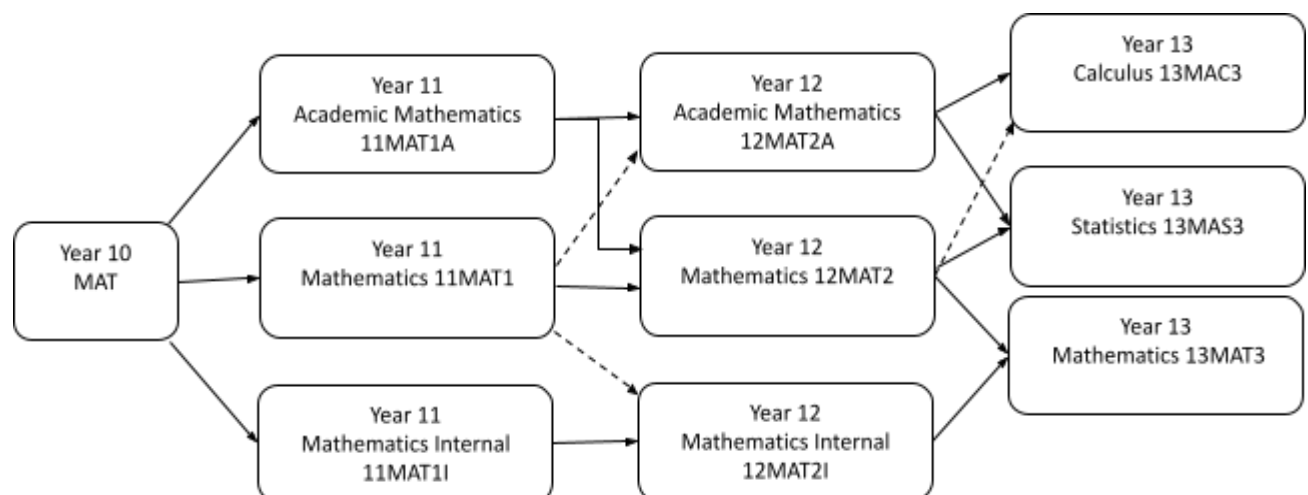 Year 10
MAT
Year 11
Academic Mathematics
11MAT1A
Year 11
Mathematics 11MAT1
Year 11
Mathematics Internal
11MAT1I
Year 12
Academic Mathematics
12MAT2A
Year 12
Mathematics 12MAT2
Year 12
Mathematics Internal
12MAT2I
Year 13
Calculus 13MAC3
Year 13
Statistics 13MAS3
Year 13
Mathematics 13MAT3